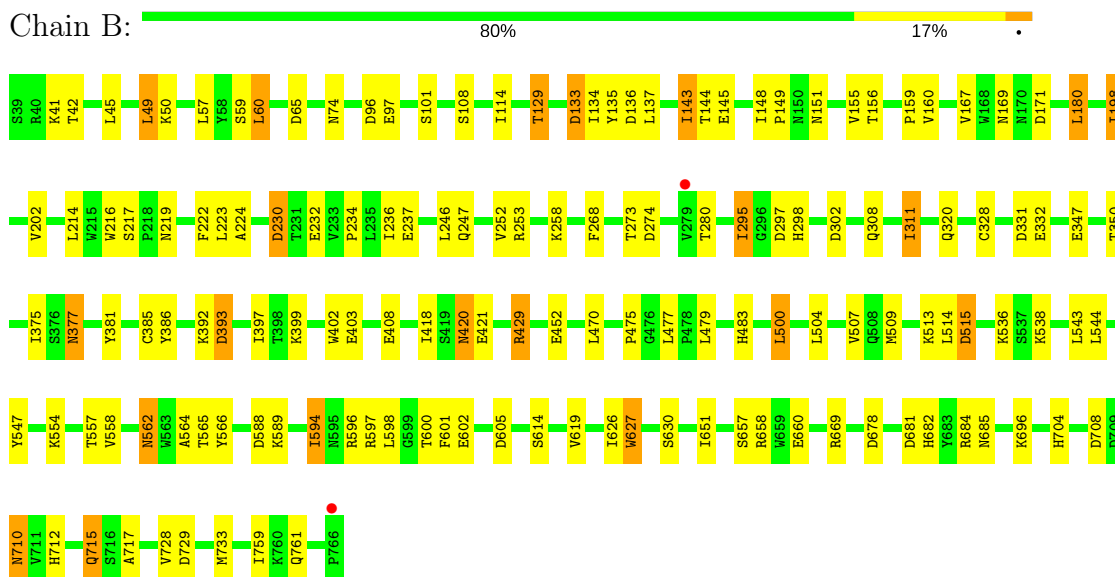 Chain B:
80% 17% •
S39 R40 K41 T42 L45 L49 K50 L57 Y58 S59 L60 D65 N74 D96 E97 S101 S108 I114 T129 D133 I134 Y135 D136 L137 I143 T144 E145 I148 P149 N150 N151 V155 T156 P159 V160 V167 W168 N169 N170 D171 L180 I198
V202 L214 W215 W216 S217 P218 N219 F222 L223 A224 D230 T231 E232 V233 P234 L235 I236 E237 L246 Q247 V252 R253 K258 F268 T273 D274 V279 T280 I295 G296 D297 H298 D302 Q308 I311 Q320 C328 D331 E332 E347 T350
I375 S376 N377 Y381 C385 Y386 K392 D393 I397 T398 K399 W402 E403 E408 I418 S419 N420 E421 R429 E452 L470 P475 G476 L477 P478 L479 H483 L500 L504 V507 Q508 M509 K513 L514 D515 K536 S537 K538 L543 L544
Y547 K554 T557 V558 N562 W563 A564 T565 Y566 D588 K589 I594 N595 R596 R597 L598 G599 T600 F601 E602 D605 S614 V619 I626 W627 S630 I651 S657 R658 W659 E660 R669 D678 D681 H682 Y683 R684 N685 K696 H704 D708 D709
N710 V711 H712 Q715 S716 A717 V728 D729 M733 I759 K760 Q761 P766